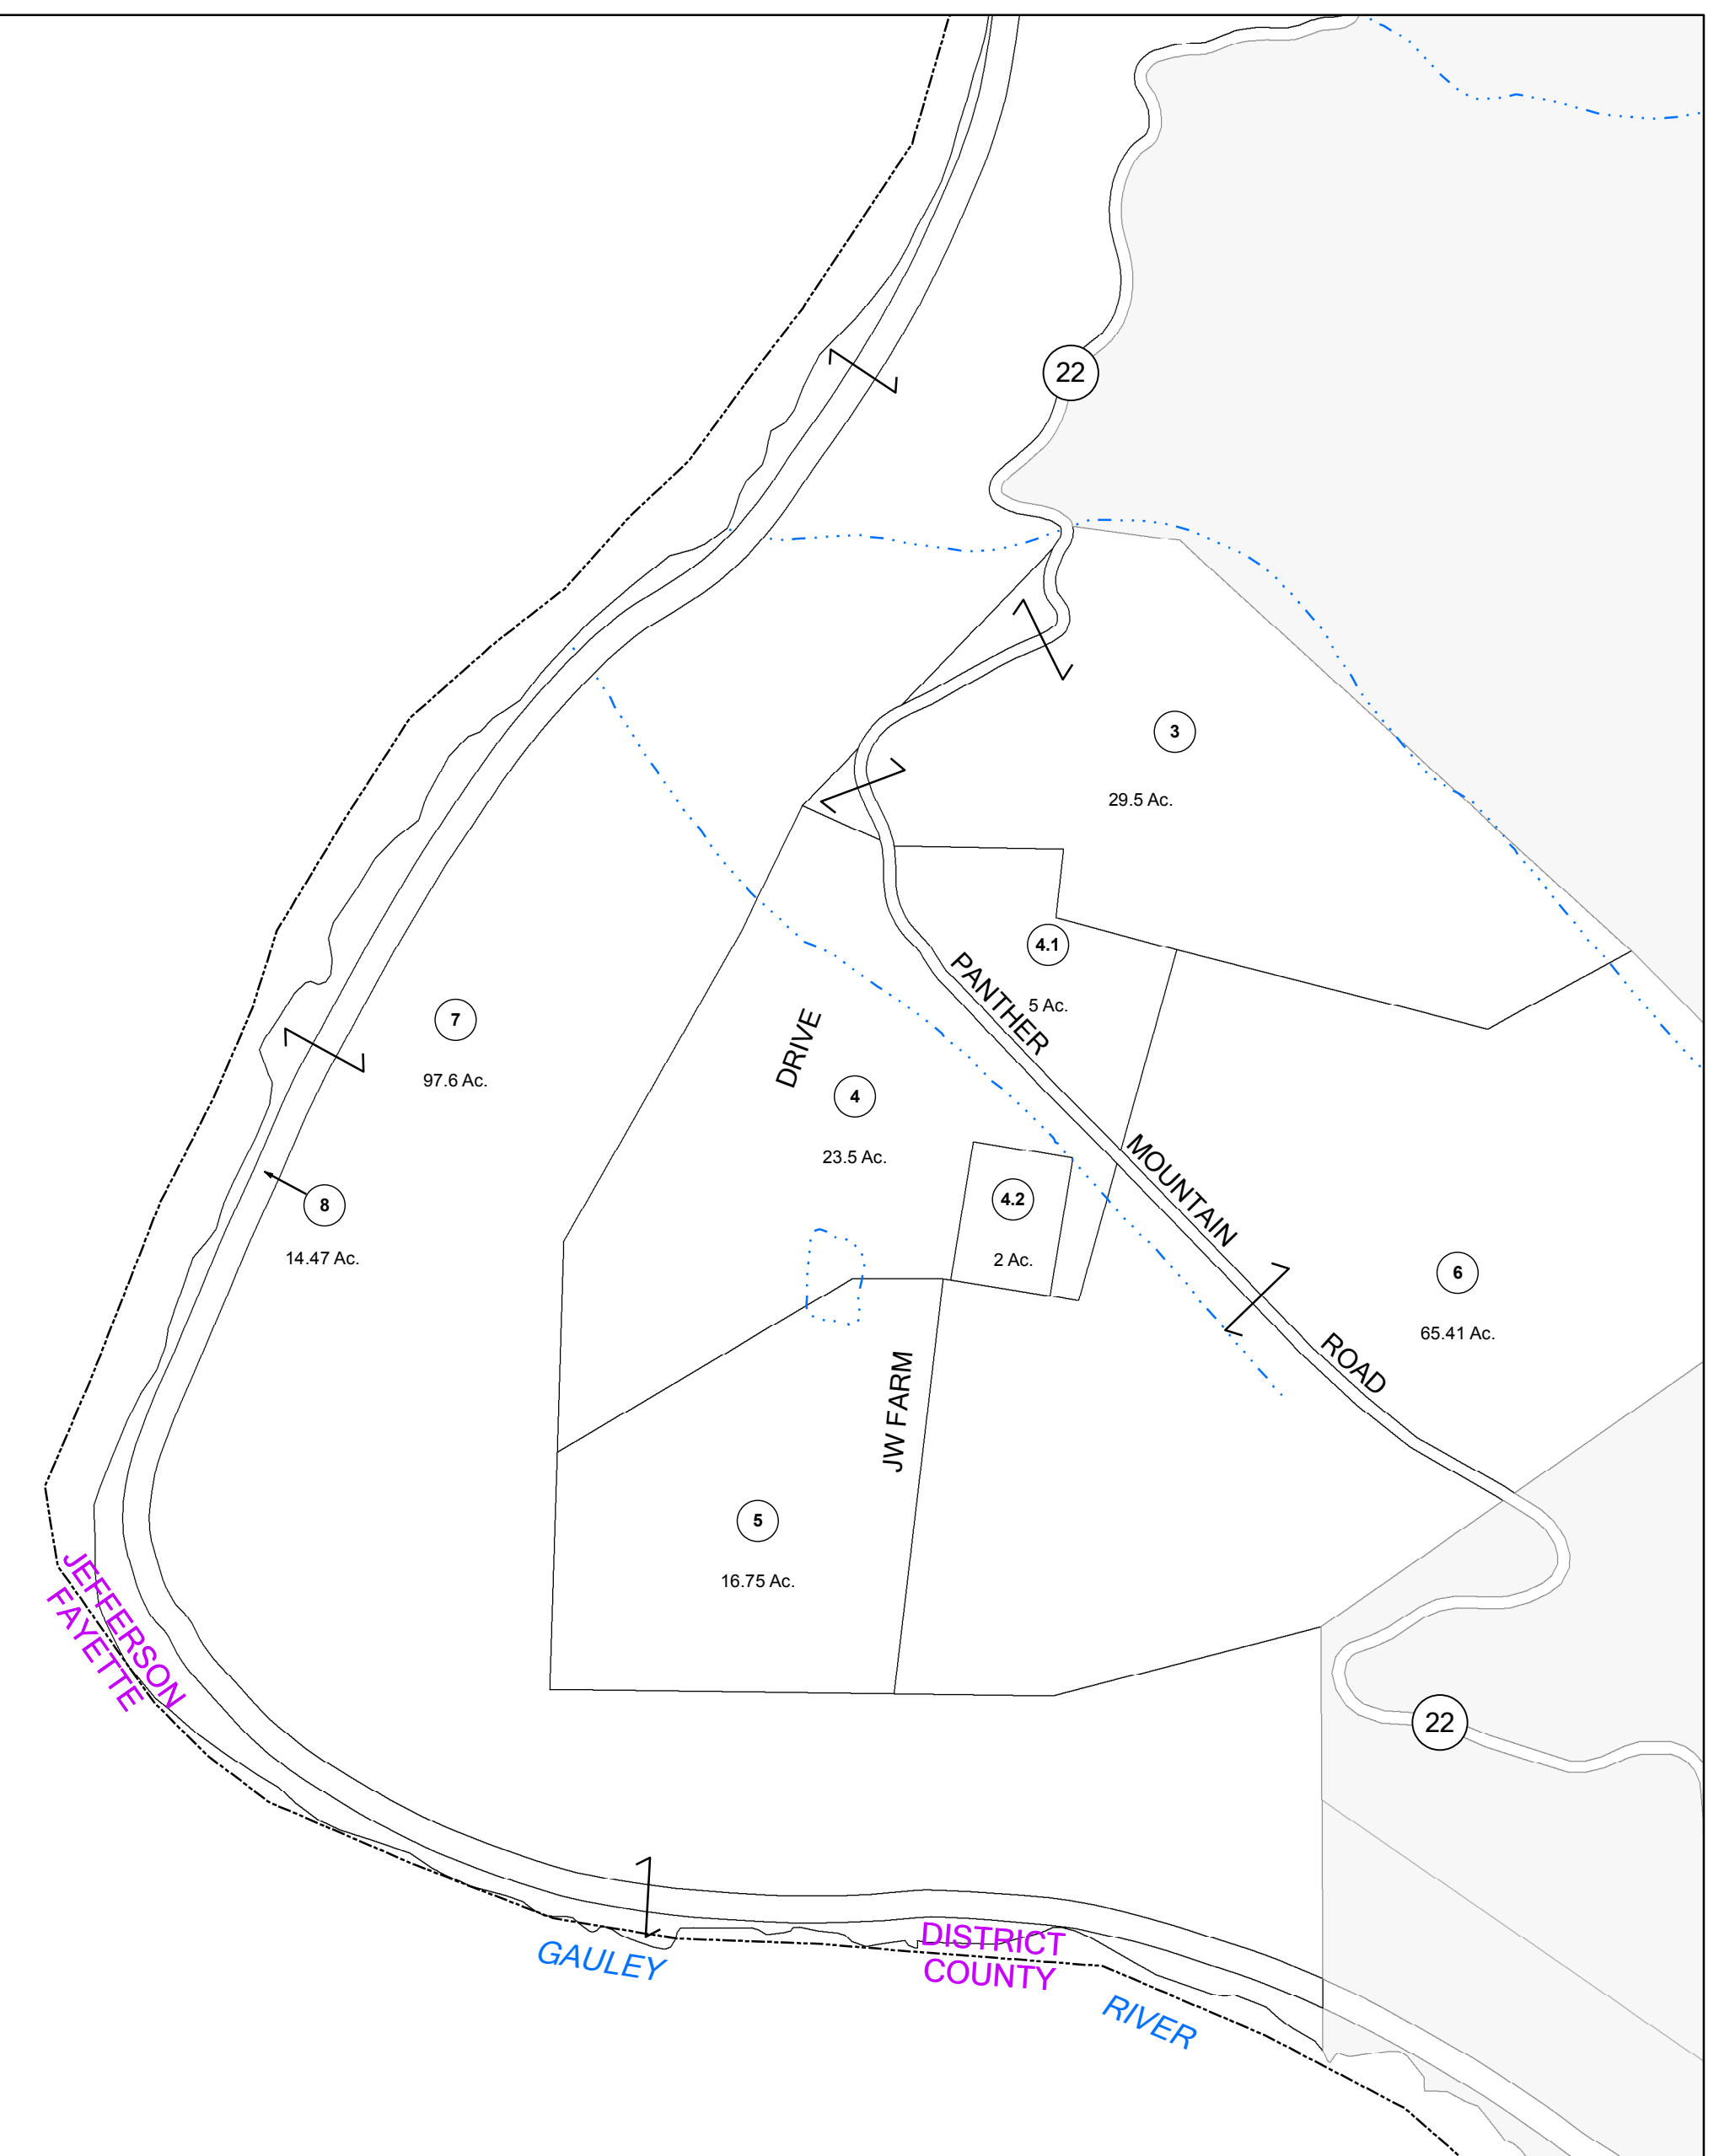 22
3
29.5 Ac.
4.1
5 Ac.
PANTHER
MOUNTAIN
ROAD
7
97.6 Ac.
DRIVE
4
23.5 Ac.
4.2
2 Ac.
8
14.47 Ac.
6
65.41 Ac.
JW FARM
5
16.75 Ac.
JEFFERSON
FAYETTE
22
DISTRICT
COUNTY
GAULEY
RIVER